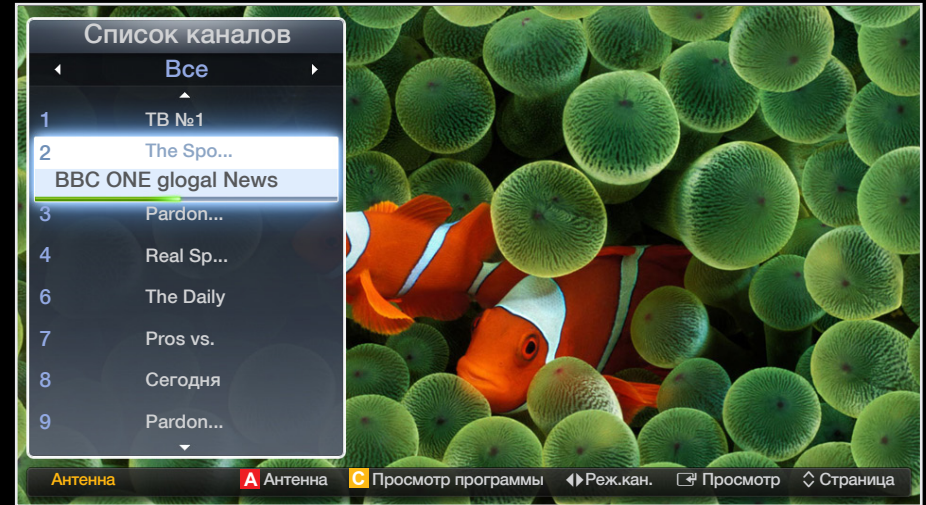 Список каналов
Все
1 ТВ №1
2 The Spo...
BBC ONE glogal News
3 Pardon...
4 Real Sp...
6 The Daily
7 Pros vs.
8 Сегодня
9 Pardon...
Антенна A Антенна C Просмотр программы Реж.кан. Просмотр Страница